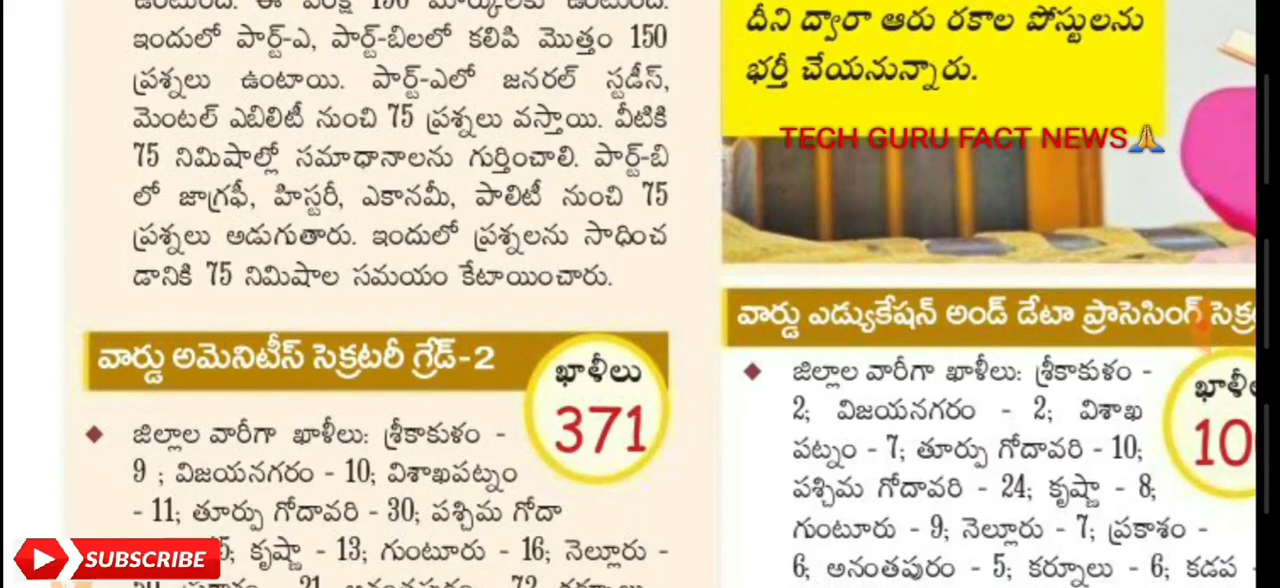 ఇందులో పార్ట్-ఎ, పార్ట్-బిలలో కలిపి మొత్తం 150
ప్రశ్నలు ఉంటాయి. పార్ట్-ఎలో జనరల్ స్టడీస్,
మెంటల్ ఎబిలిటీ నుంచి 75 ప్రశ్నలు వస్తాయి. వీటికి
75 నిమిషాల్లో సమాధానాలను గుర్తించాలి. పార్ట్-బి
లో జాగ్రఫీ, హిస్టరీ, ఎకానమీ, పాలిటీ నుంచి 75
ప్రశ్నలు అడుగుతారు. ఇందులో ప్రశ్నలను సాధించ
డానికి 75 నిమిషాల సమయం కేటాయించారు.
వార్డు అమెనిటీస్ సెక్రటరీ గ్రేడ్-2
ఖాళీలు
371
జిల్లాల వారీగా ఖాళీలు: శ్రీకాకుళం -
9 ; విజయనగరం - 10; విశాఖపట్నం
- 11; తూర్పు గోదావరి - 30; పశ్చిమ గోదా
5; కృష్ణా - 13; గుంటూరు - 16; నెల్లూరు -
SUBSCRIBE
దీని ద్వారా ఆరు రకాల పోస్టులను
భర్తీ చేయనున్నారు.
TECH GURU FACT NEWS🙏
వార్డు ఎడ్యుకేషన్ అండ్ డేటా ప్రాసెసింగ్
జిల్లాల వారీగా ఖాళీలు: శ్రీకాకుళం -
2; విజయనగరం - 2; విశాఖ
పట్నం - 7; తూర్పు గోదావరి - 10;
పశ్చిమ గోదావరి - 24; కృష్ణా - 8;
గుంటూరు - 9; నెల్లూరు - 7; ప్రకాశం -
6; అనంతపురం - 5; కర్నూలు - 6; కడప -